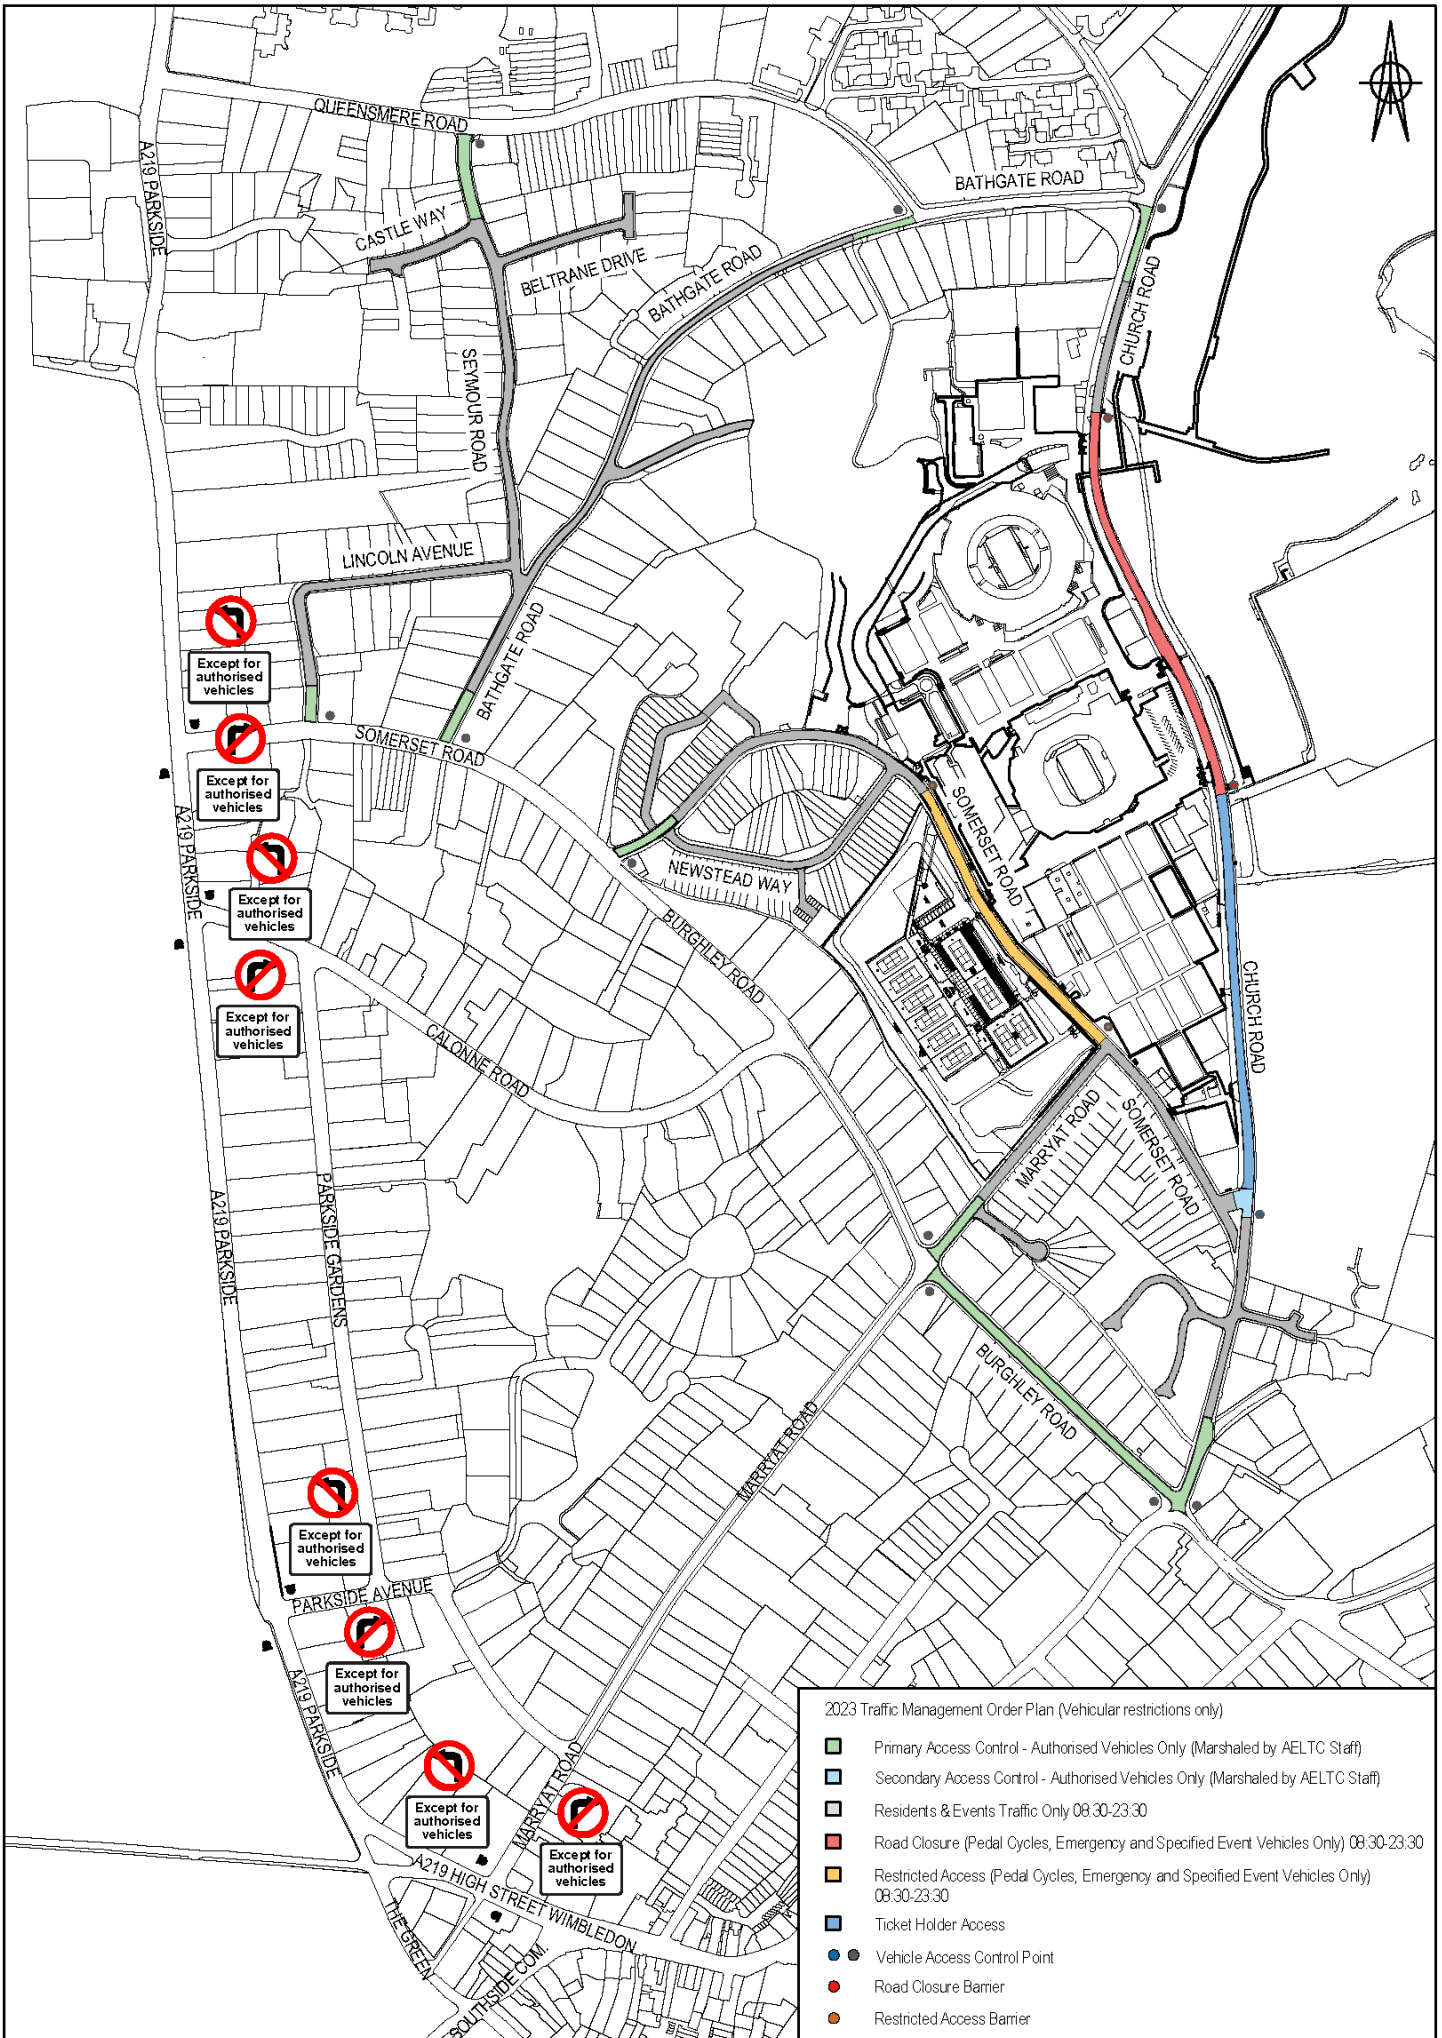 QUEENSMERE ROAD
A219 PARKSIDE
BATHGATE ROAD
CASTLE WAY
BELTRANE DRIVE
BATHGATE ROAD
CHURCH ROAD
SEYMOUR ROAD
LINCOLN AVENUE
Except for
authorised
vehicles
BATHGATE ROAD
SOMERSET ROAD
Except for
authorised
vehicles
A219 PARKSIDE
SOMERSET ROAD
NEWSTEAD WAY
Except for
authorised
vehicles
BURGHLEY ROAD
CHURCH ROAD
Except for
authorised
vehicles
CALONNE ROAD
MARRYAT ROAD
SOMERSET ROAD
A219 PARKSIDE
PARKSIDE GARDENS
BURGHLEY ROAD
MARRYAT ROAD
Except for
authorised
vehicles
PARKSIDE AVENUE
Except for
authorised
vehicles
A219 PARKSIDE
MARRYAT ROAD
Except for
authorised
vehicles
Except for
authorised
vehicles
A219 HIGH STREET WIMBLEDON
THE GREEN
SOUTHSIDE COM.
2023 Traffic Management Order Plan (Vehicular restrictions only)
Primary Access Control - Authorised Vehicles Only (Marshaled by AELTC Staff)
Secondary Access Control - Authorised Vehicles Only (Marshaled by AELTC Staff)
Residents & Events Traffic Only 08:30-23:30
Road Closure (Pedal Cycles, Emergency and Specified Event Vehicles Only) 08:30-23:30
Restricted Access (Pedal Cycles, Emergency and Specified Event Vehicles Only)
08:30-23:30
Ticket Holder Access
Vehicle Access Control Point
Road Closure Barrier
Restricted Access Barrier